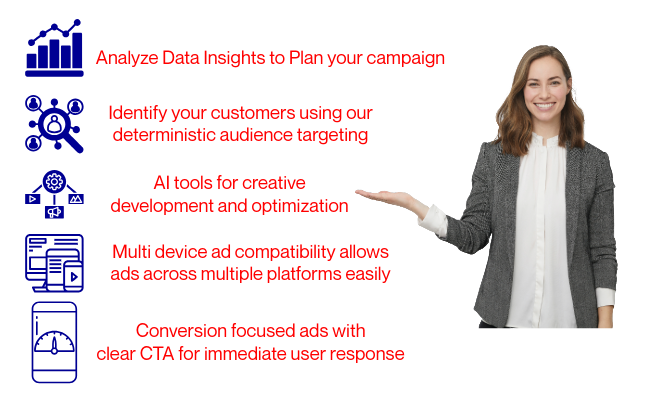 Analyze Data Insights to Plan your campaign
Identify your customers using our
deterministic audience targeting
AI tools for creative
development and optimization
Multi device ad compatibility allows
ads across multiple platforms easily
Conversion focused ads with
clear CTA for immediate user response